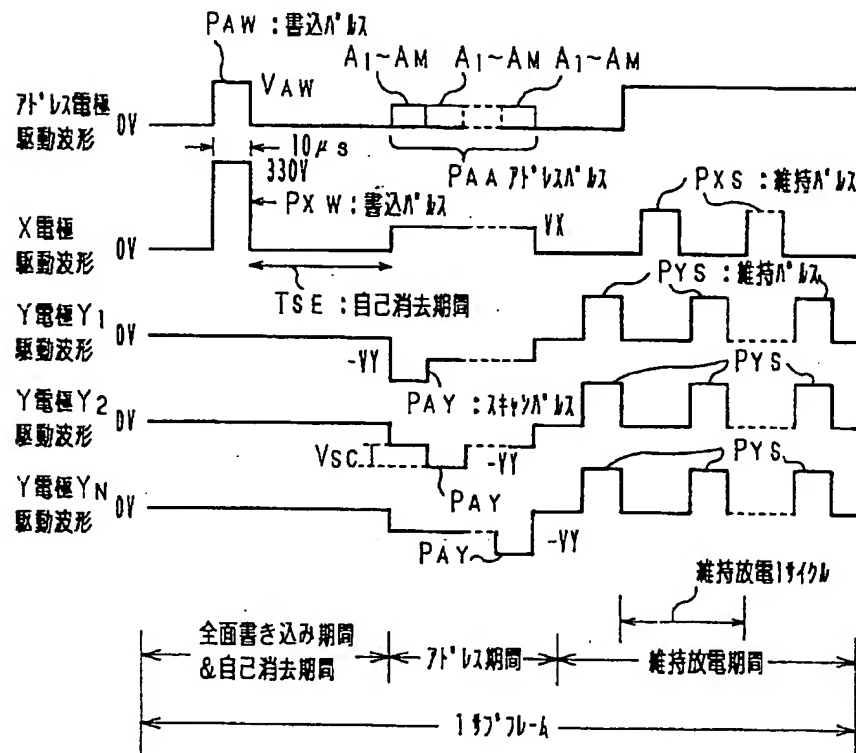 PAW：書込パルス
A1~AM A1~AM A1~AM
VAW
アドレス電極
駆動波形 0V
10μs
330V
PAA アドレスパルス
PXS：維持パルス
PXW：書込パルス
VX
X電極
駆動波形 0V
PYS：維持パルス
TSE：自己消去期間
Y電極Y1
駆動波形 0V
-VY
PYS
PAY：スキャンパルス
Y電極Y2
駆動波形 0V
VSC
-VY
PYS
PAY
Y電極YN
駆動波形 0V
PAY
-VY
維持放電1サイクル
全面書き込み期間
&自己消去期間
アドレス期間
維持放電期間
1サブフレーム